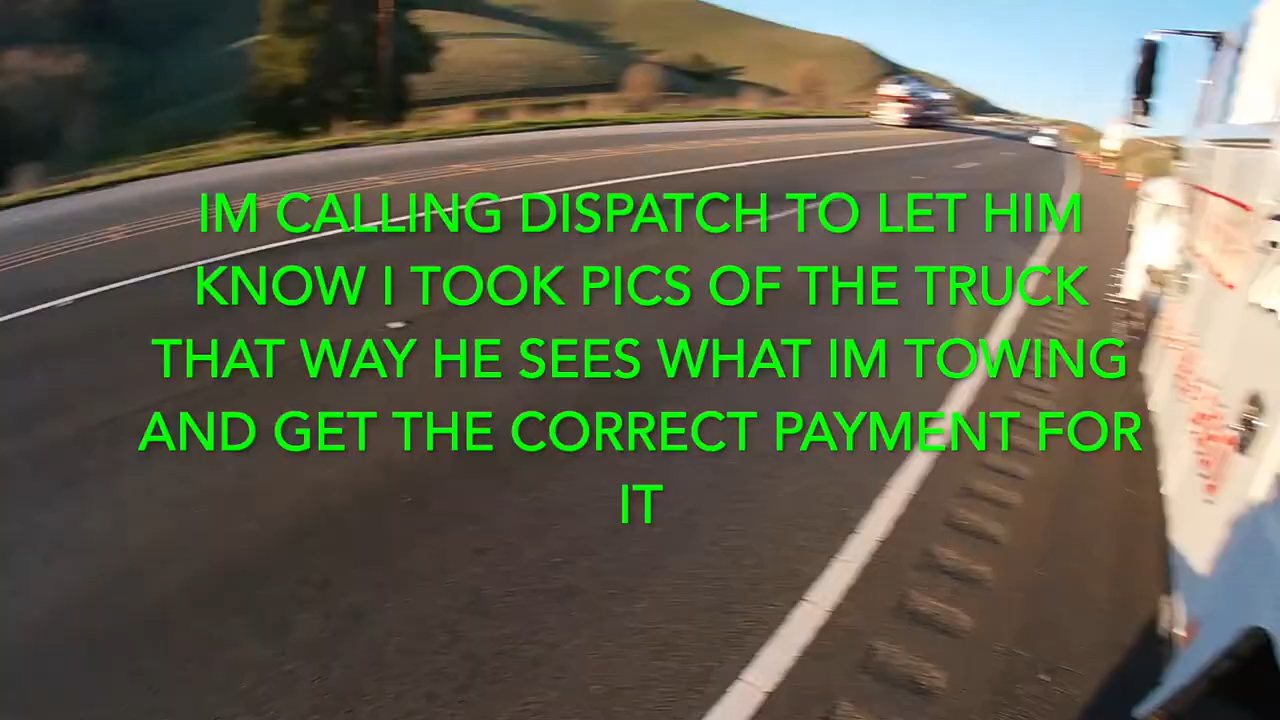 IM CALLING DISPATCH TO LET HIM
KNOW I TOOK PICS OF THE TRUCK
THAT WAY HE SEES WHAT IM TOWING
AND GET THE CORRECT PAYMENT FOR
IT